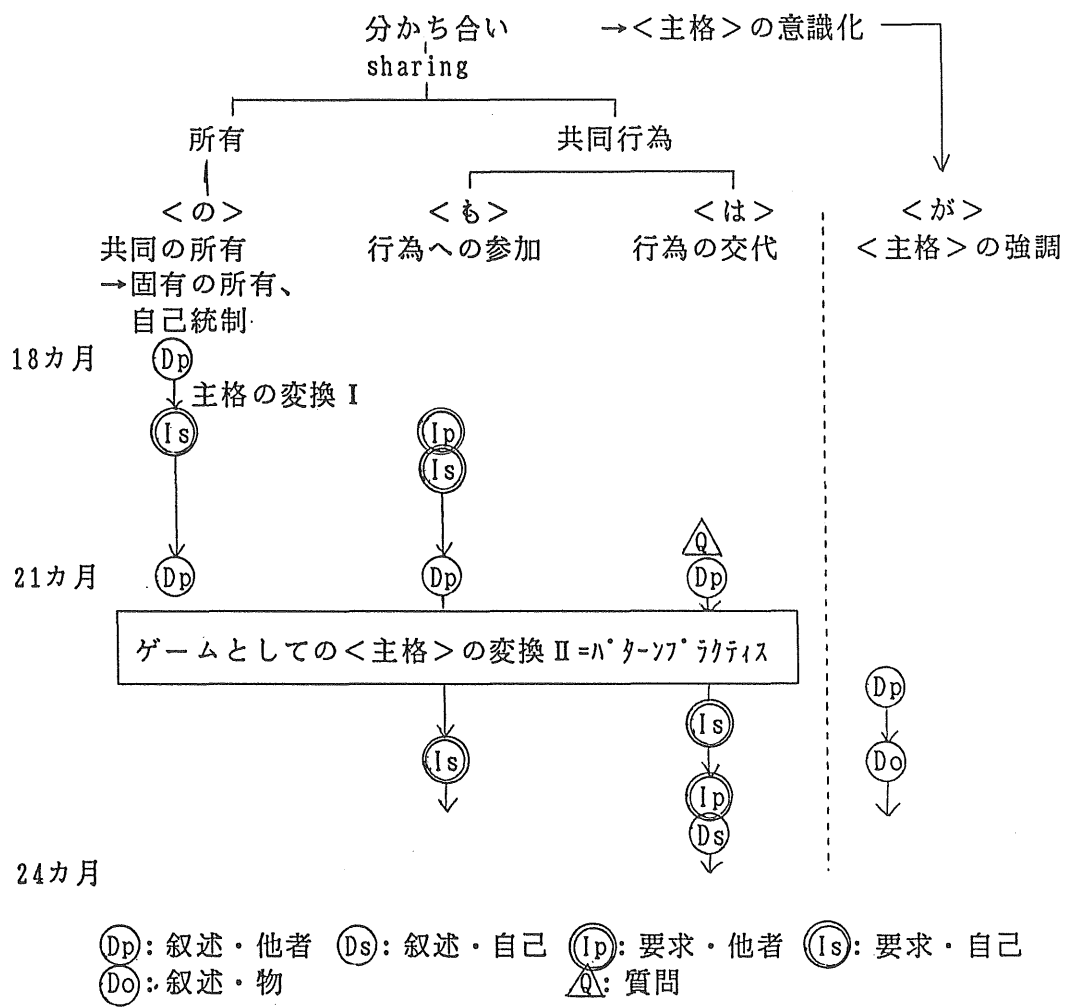 分かち合い →<主格>の意識化
sharing
所有 共同行為
<の> <も> <は> <が>
共同の所有 行為への参加 行為の交代 <主格>の強調
→固有の所有、
自己統制
18カ月 Dp
主格の変換 I
Is Ip
Is
Q
21カ月 Dp Dp Dp
ゲームとしての<主格>の変換 II=パターンプラクティス
Dp
Is
Is Do
Ip
Ds
24カ月
Dp: 叙述・他者 Ds: 叙述・自己 Ip: 要求・他者 Is: 要求・自己
Do: 叙述・物 Q: 質問